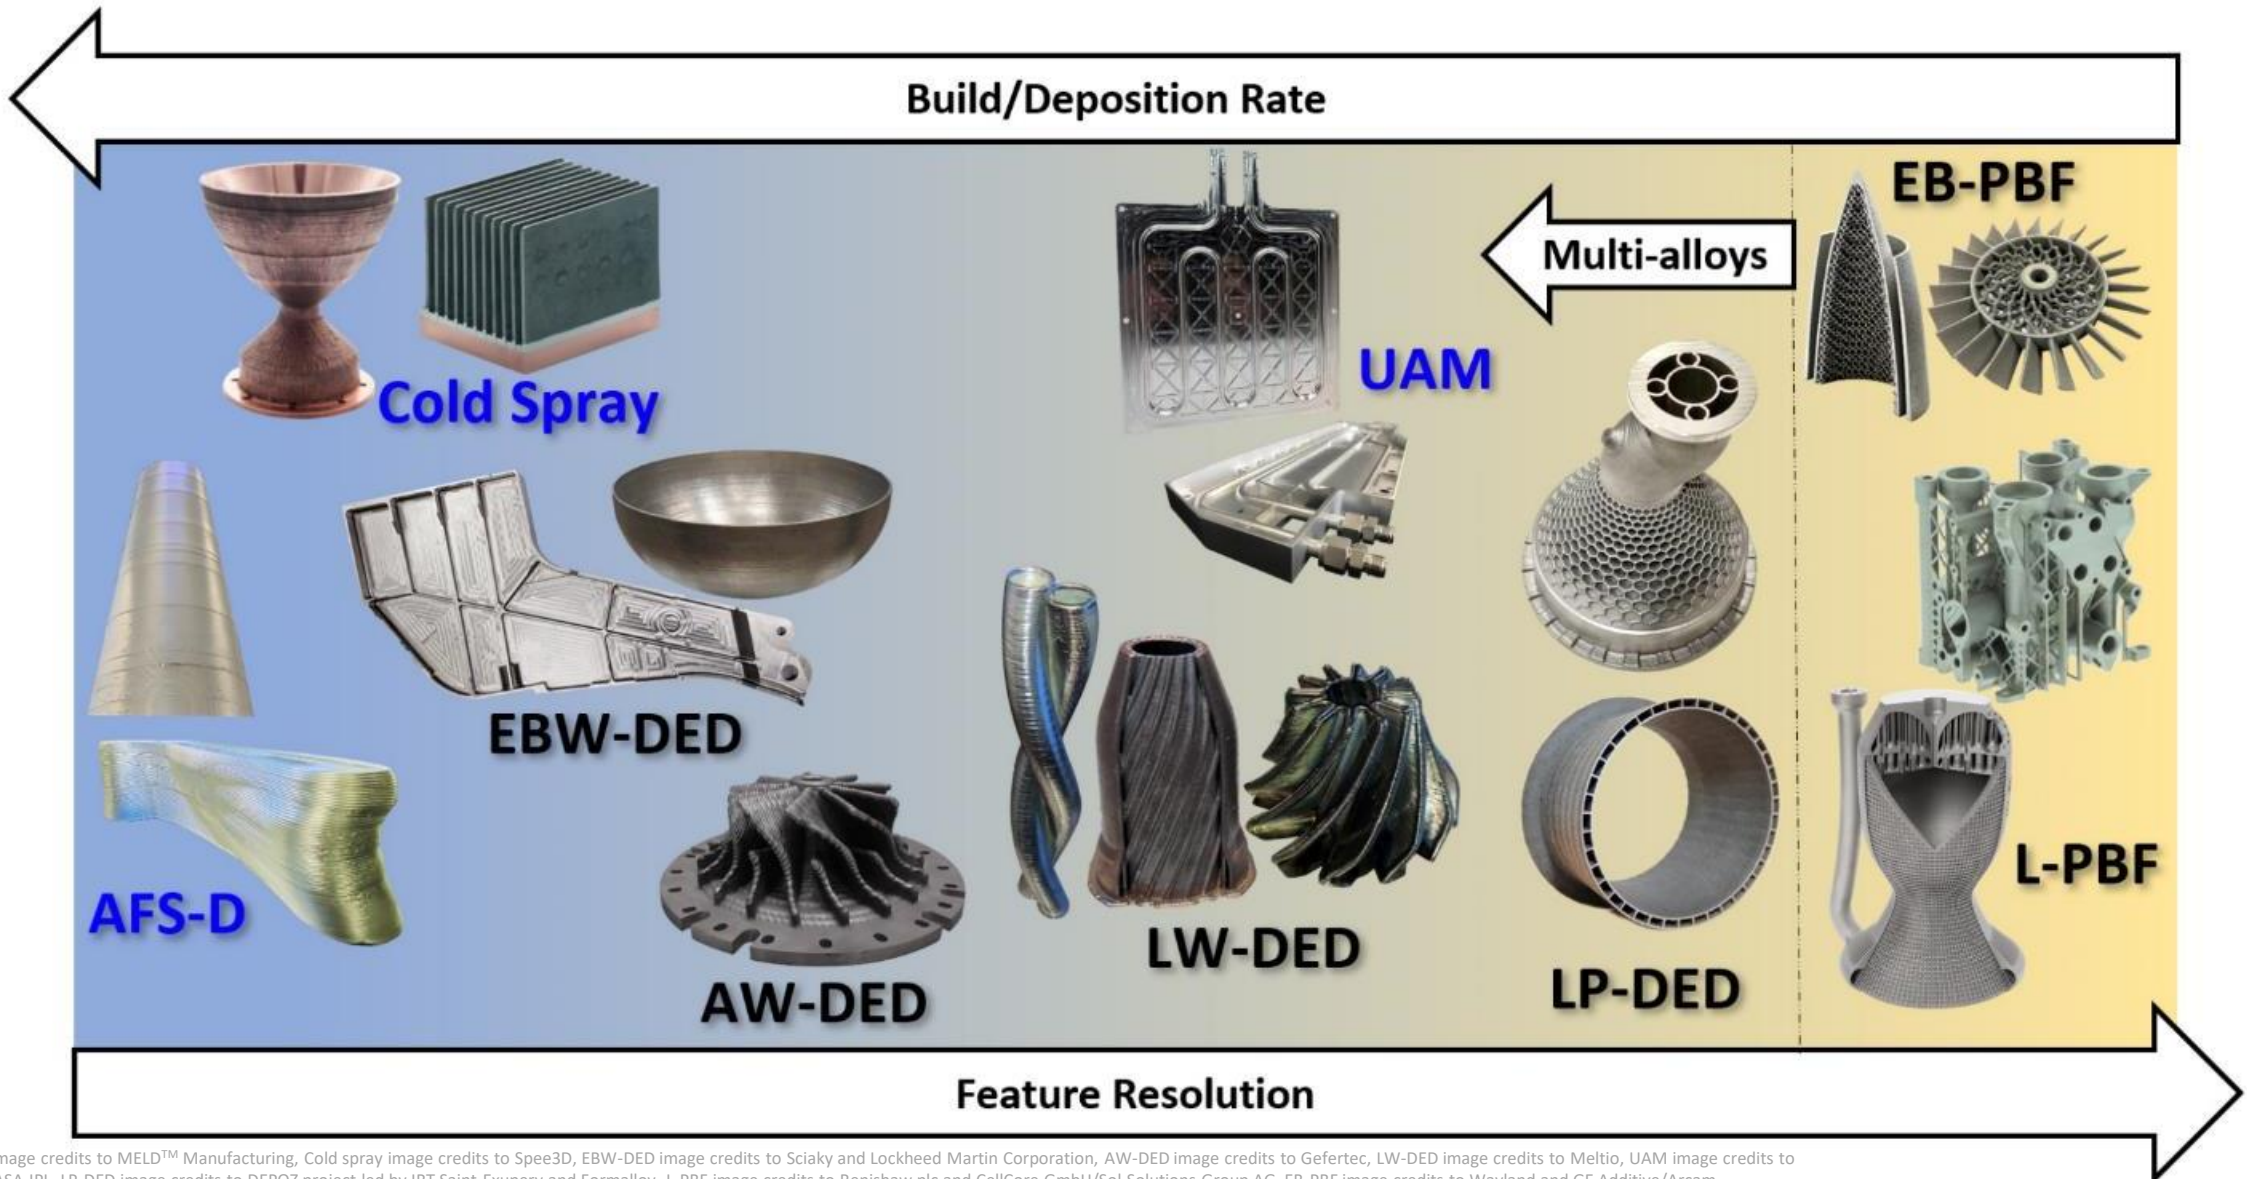 Build/Deposition Rate
EB-PBF
Multi-alloys
UAM
Cold Spray
EBW-DED
L-PBF
AFS-D
LW-DED
LP-DED
AW-DED
Feature Resolution
credits to MELD™ Manufacturing, Cold spray image credits to Spee3D, EBW-DED image credits to Sciaky and Lockheed Martin Corporation, AW-DED image credits to Gefertec, LW-DED image credits to Meltio, UAM image credits to